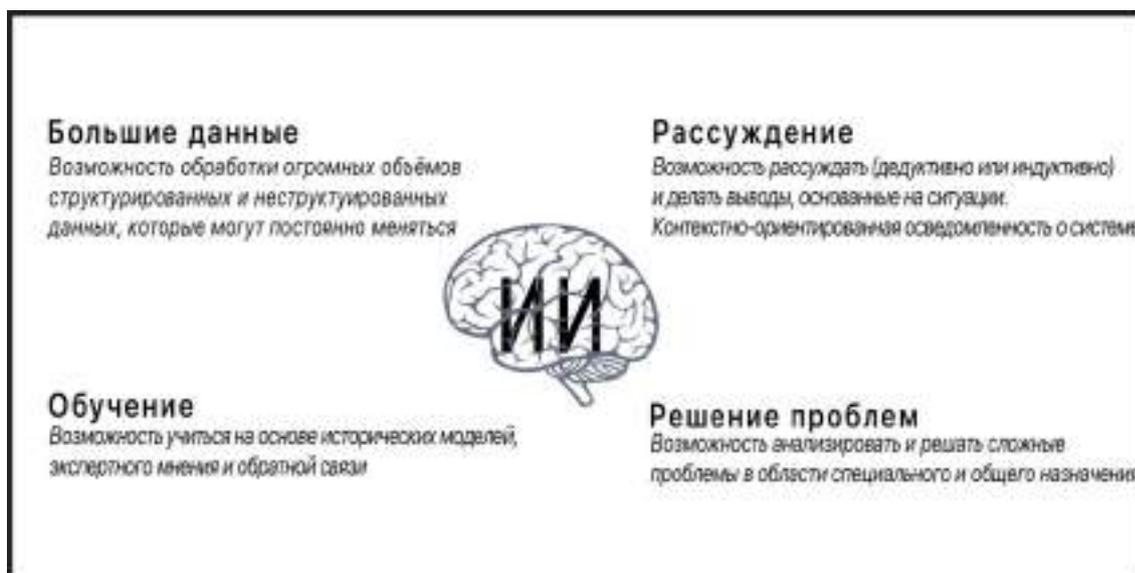 Большие данные
Возможность обработки огромных объёмов
структурированных и неструктуированных
данных, которые могут постоянно меняться
Рассуждение
Возможность рассуждать (дедуктивно или индуктивно)
и делать выводы, основанные на ситуации.
Контекстно-ориентированная осведомленность о системе
ИИ
Обучение
Возможность учиться на основе исторических моделей,
экспертного мнения и обратной связи
Решение проблем
Возможность анализировать и решать сложные
проблемы в области специального и общего назначения